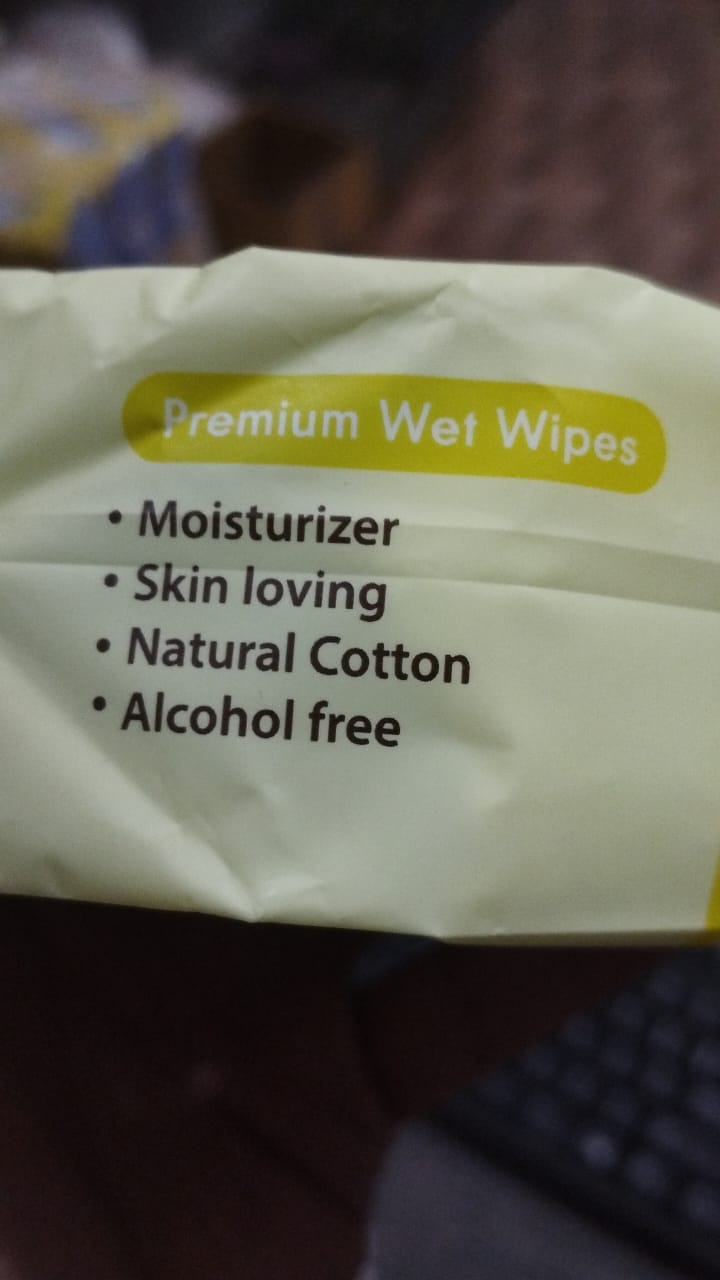 Premium Wet Wipes
• Moisturizer
• Skin loving
• Natural Cotton
• Alcohol free